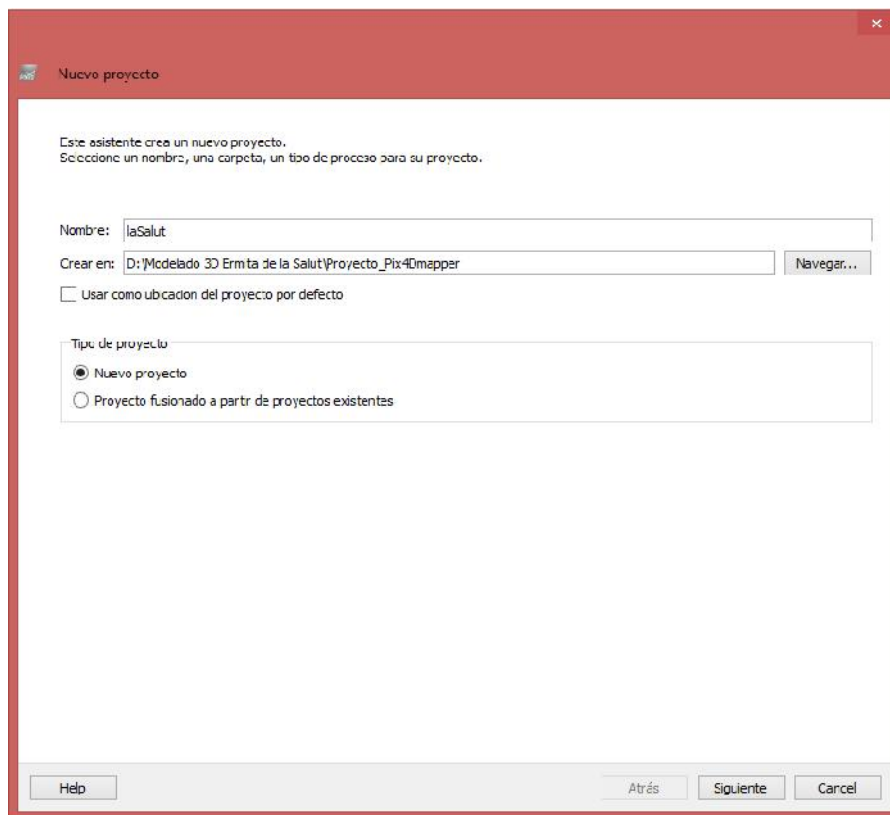 Nuevo proyecto
Este asistente crea un nuevo proyecto.
Seleccione un nombre, una carpeta, un tipo de proceso para su proyecto.
Nombre: laSalut
Crear en: D:\Modelado 3D Ermita de la Salut\Proyecto_Pix4Dmapper Navegar...
Usar como ubicacion del proyecto por defecto
Tipo de proyecto
Nuevo proyecto
Proyecto fusionado a partir de proyectos existentes
Help Atrás Siguiente Cancel